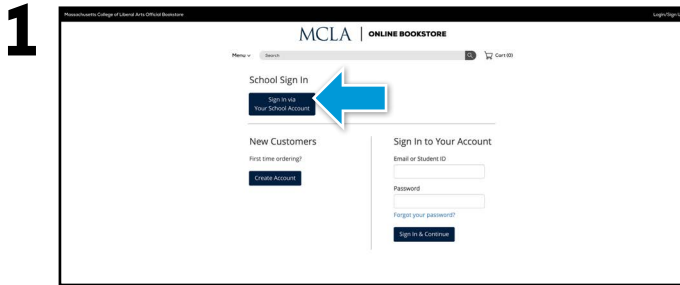 1
Massachusetts College of Liberal Arts Official Bookstore
Login/Sign U
MCLA | ONLINE BOOKSTORE
Menu
Search
Cart (0)
School Sign In
Sign In via
Your School Account
New Customers
First time ordering?
Create Account
Sign In to Your Account
Email or Student ID
Password
Forgot your password?
Sign In & Continue